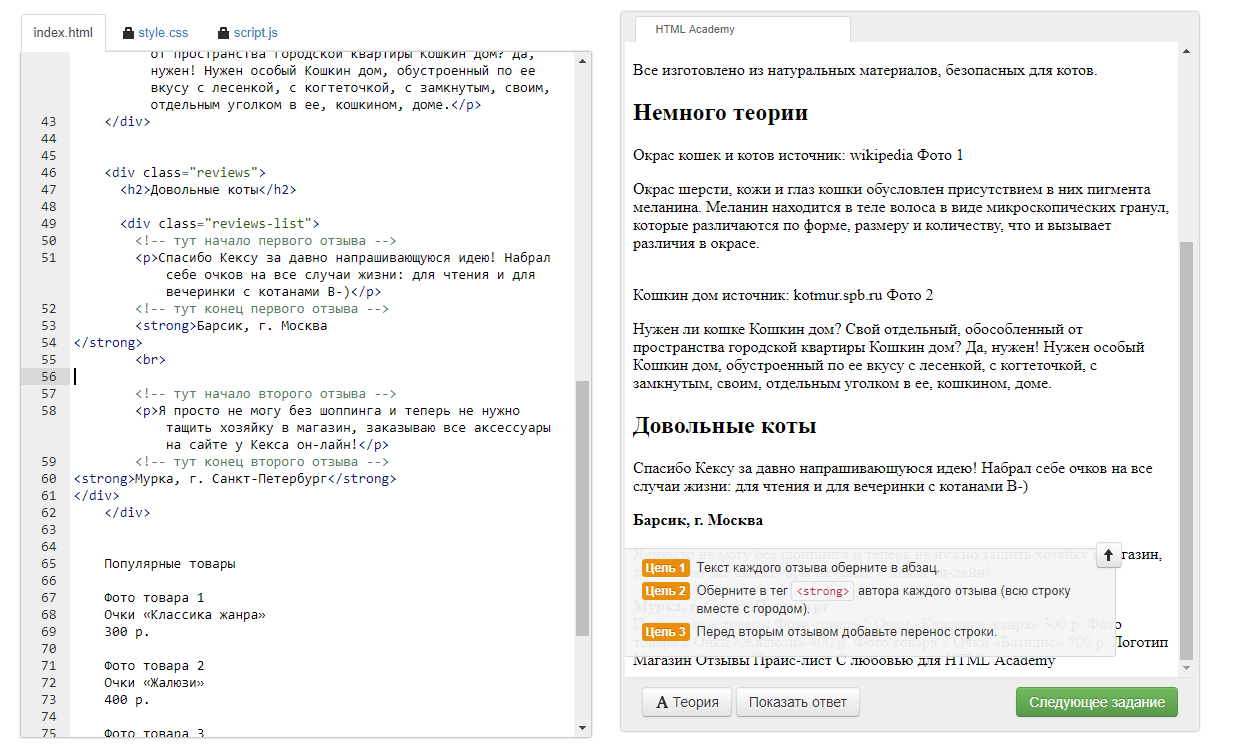 index.html
style.css
script.js
от пространства городской квартиры Кошкин дом? Да,
нужен! Нужен особый Кошкин дом, обустроенный по ее
вкусу с лесенкой, с когтеточкой, с замкнутым, своим,
отдельным уголком в ее, кошкином, доме.</p>
43 </div>
44
45
46 <div class="reviews">
47 <h2>Довольные коты</h2>
48
49 <div class="reviews-list">
50 <!-- тут начало первого отзыва -->
51 <p>Спасибо Кексу за давно напрашивающуюся идею! Набрал
себе очков на все случаи жизни: для чтения и для
вечеринки с котанами B-)</p>
52 <!-- тут конец первого отзыва -->
53 <strong>Барсик, г. Москва
54 </strong>
55 <br>
56
57 <!-- тут начало второго отзыва -->
58 <p>Я просто не могу без шоппинга и теперь не нужно
тащить хозяйку в магазин, заказываю все аксессуары
на сайте у Кекса он-лайн!</p>
59 <!-- тут конец второго отзыва -->
60 <strong>Мурка, г. Санкт-Петербург</strong>
61 </div>
62 </div>
63
64
65 Популярные товары
66
67 Фото товара 1
68 Очки «Классика жанра»
69 300 р.
70
71 Фото товара 2
72 Очки «Жалюзи»
73 400 р.
74
75 Фото товара 3
HTML Academy
Все изготовлено из натуральных материалов, безопасных для котов.
Немного теории
Окрас кошек и котов источник: wikipedia Фото 1
Окрас шерсти, кожи и глаз кошки обусловлен присутствием в них пигмента
меланина. Меланин находится в теле волоса в виде микроскопических гранул,
которые различаются по форме, размеру и количеству, что и вызывает
различия в окрасе.
Кошкин дом источник: kotmur.spb.ru Фото 2
Нужен ли кошке Кошкин дом? Свой отдельный, обособленный от
пространства городской квартиры Кошкин дом? Да, нужен! Нужен особый
Кошкин дом, обустроенный по ее вкусу с лесенкой, с когтеточкой, с
замкнутым, своим, отдельным уголком в ее, кошкином, доме.
Довольные коты
Спасибо Кексу за давно напрашивающуюся идею! Набрал себе очков на все
случаи жизни: для чтения и для вечеринки с котанами B-)
Барсик, г. Москва
Цель 1 Текст каждого отзыва оберните в абзац.
Цель 2 Оберните в тег <strong> автора каждого отзыва (всю строку
вместе с городом).
Цель 3 Перед вторым отзывом добавьте перенос строки.
Логотип
Магазин Отзывы Прайс-лист С любовью для HTML Academy
Теория
Показать ответ
Следующее задание